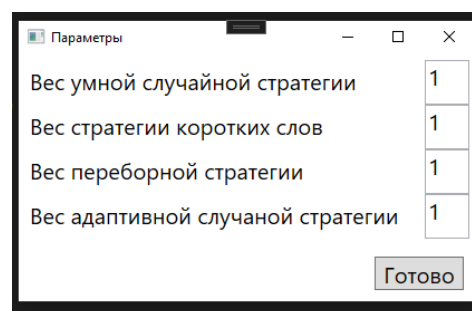 Параметры
Вес умной случайной стратегии 1
Вес стратегии коротких слов 1
Вес переборной стратегии 1
Вес адаптивной случаной стратегии 1
Готово